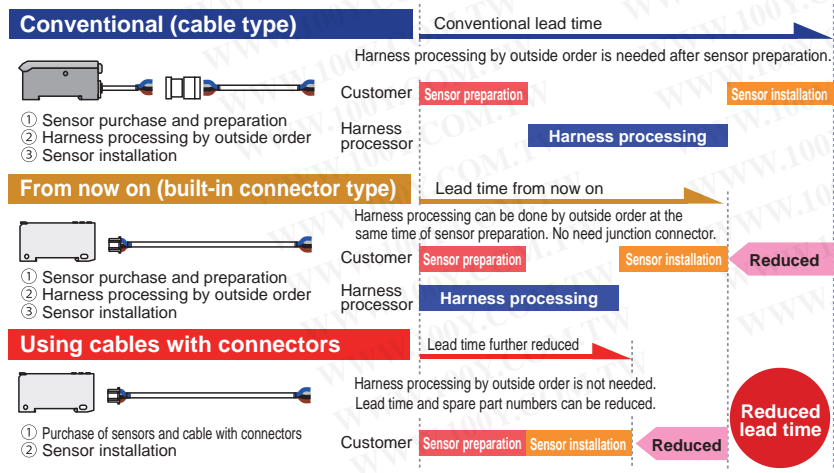 Conventional (cable type)
Conventional lead time
Harness processing by outside order is needed after sensor preparation.
① Sensor purchase and preparation
② Harness processing by outside order
③ Sensor installation
Customer
Sensor preparation
Sensor installation
Harness
processor
Harness processing
From now on (built-in connector type)
Lead time from now on
Harness processing can be done by outside order at the
same time of sensor preparation. No need junction connector.
① Sensor purchase and preparation
② Harness processing by outside order
③ Sensor installation
Customer
Sensor preparation
Sensor installation
Reduced
Harness
processor
Harness processing
Using cables with connectors
Lead time further reduced
Harness processing by outside order is not needed.
Lead time and spare part numbers can be reduced.
① Purchase of sensors and cable with connectors
② Sensor installation
Customer
Sensor preparation
Sensor installation
Reduced
Reduced
lead time
WWW.100Y.COM.TW